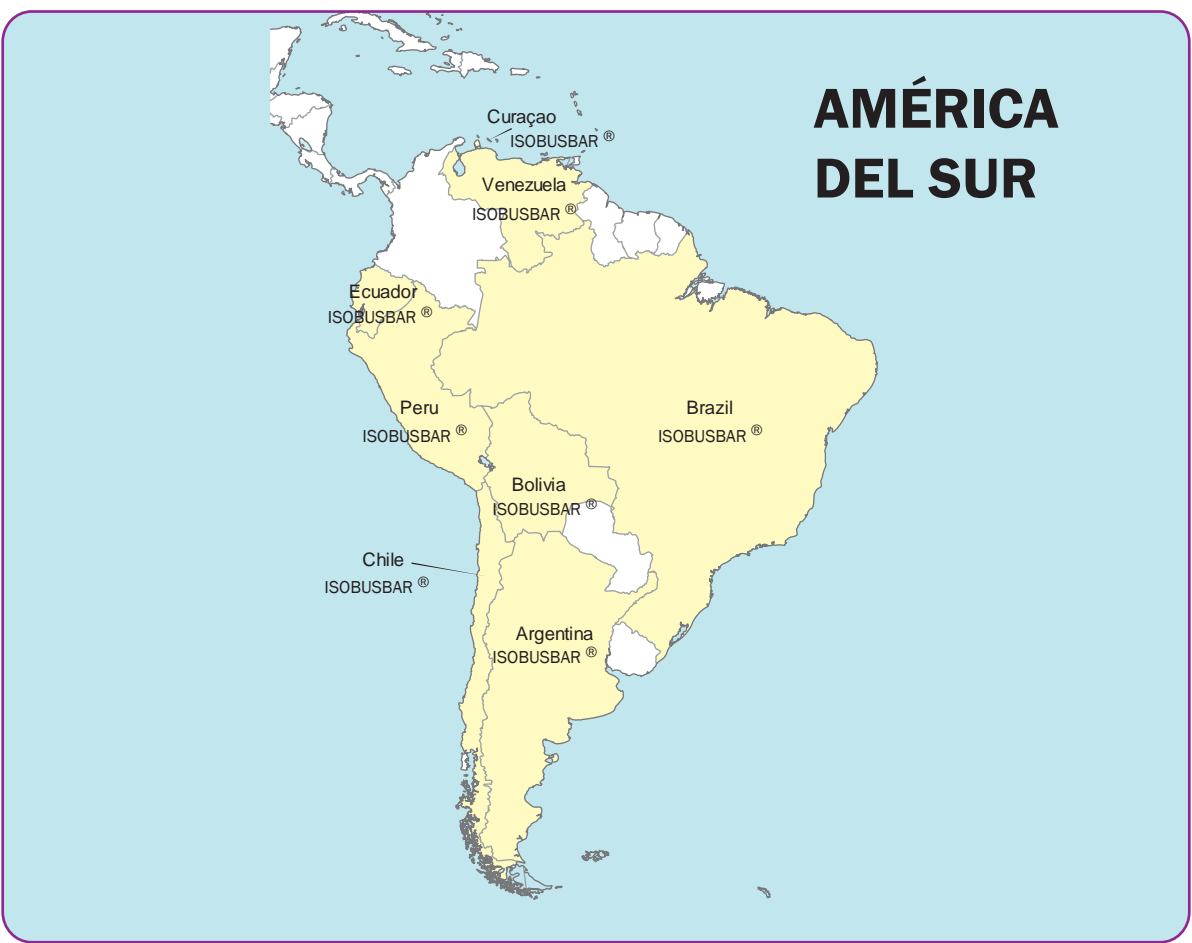 AMÉRICA
DEL SUR
Curaçao
ISOBUSBAR ®
Venezuela
ISOBUSBAR ®
Ecuador
ISOBUSBAR ®
Peru
ISOBUSBAR ®
Brazil
ISOBUSBAR ®
Bolivia
ISOBUSBAR ®
Chile
ISOBUSBAR ®
Argentina
ISOBUSBAR ®